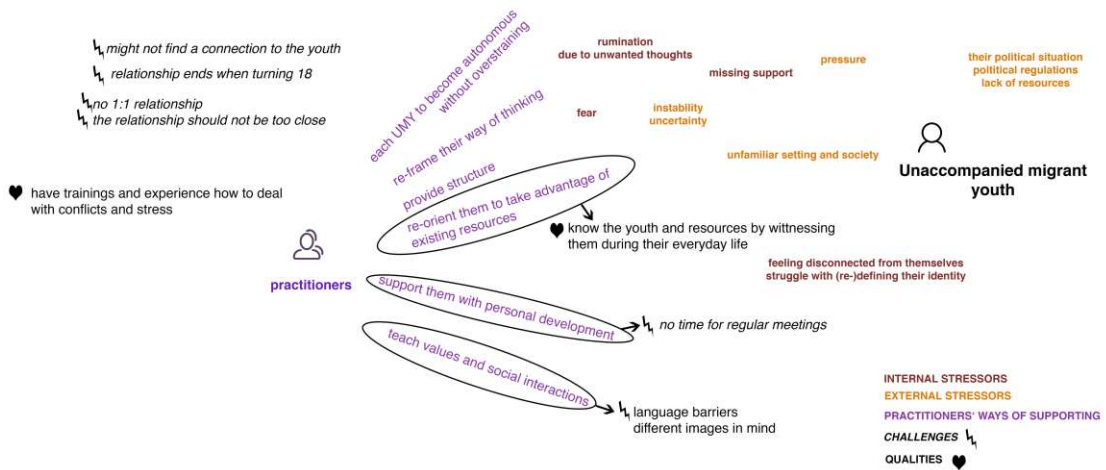 might not find a connection to the youth
relationship ends when turning 18
no 1:1 relationship
the relationship should not be too close
have trainings and experience how to deal
with conflicts and stress
practitioners
each UMY to become autonomous
without overstraining
re-frame their way of thinking
provide structure
re-orient them to take advantage of
existing resources
support them with personal development
teach values and social interactions
rumination
due to unwanted thoughts
missing support
pressure
their political situation
poltitical regulations
lack of resources
fear
instability
uncertainty
unfamiliar setting and society
Unaccompanied migrant
youth
know the youth and resources by wittnessing
them during their everyday life
feeling disconnected from themselves
struggle with (re-)defining their identity
no time for regular meetings
language barriers
different images in mind
INTERNAL STRESSORS
EXTERNAL STRESSORS
PRACTITIONERS' WAYS OF SUPPORTING
CHALLENGES
QUALITIES